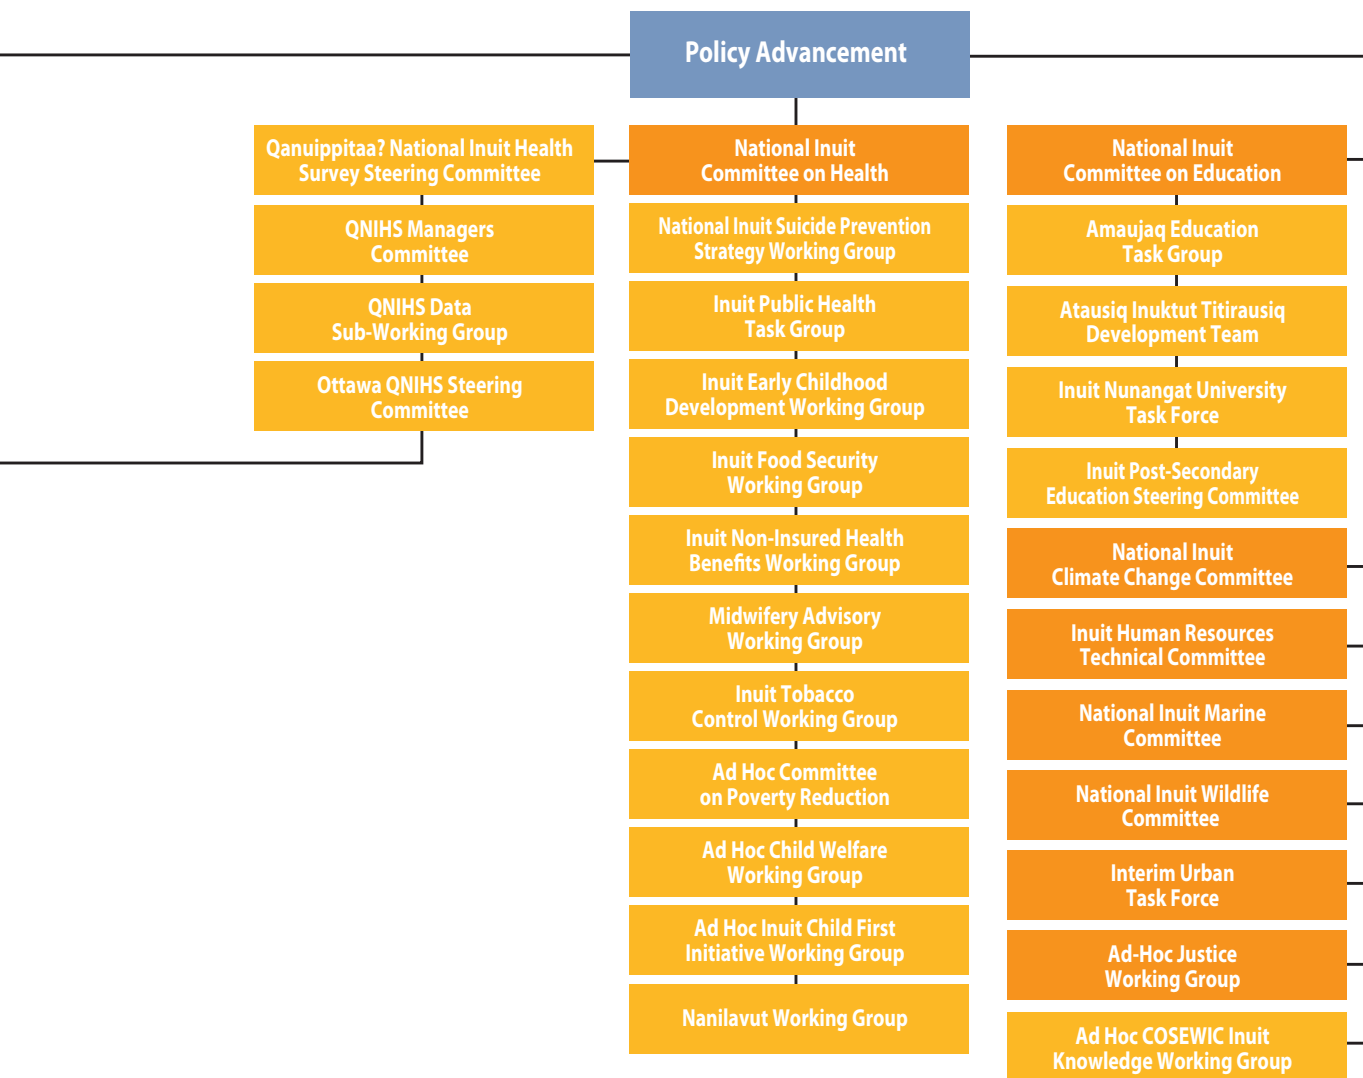 Policy Advancement
Qanuippitaa? National Inuit Health
Survey Steering Committee
QNIHS Managers
Committee
QNIHS Data
Sub-Working Group
Ottawa QNIHS Steering
Committee
National Inuit
Committee on Health
National Inuit Suicide Prevention
Strategy Working Group
Inuit Public Health
Task Group
Inuit Early Childhood
Development Working Group
Inuit Food Security
Working Group
Inuit Non-Insured Health
Benefits Working Group
Midwifery Advisory
Working Group
Inuit Tobacco
Control Working Group
Ad Hoc Committee
on Poverty Reduction
Ad Hoc Child Welfare
Working Group
Ad Hoc Inuit Child First
Initiative Working Group
Nanilavut Working Group
National Inuit
Committee on Education
Amaujaq Education
Task Group
Atausiq Inuktut Titirausiq
Development Team
Inuit Nunangat University
Task Force
Inuit Post-Secondary
Education Steering Committee
National Inuit
Climate Change Committee
Inuit Human Resources
Technical Committee
National Inuit Marine
Committee
National Inuit Wildlife
Committee
Interim Urban
Task Force
Ad-Hoc Justice
Working Group
Ad Hoc COSEWIC Inuit
Knowledge Working Group